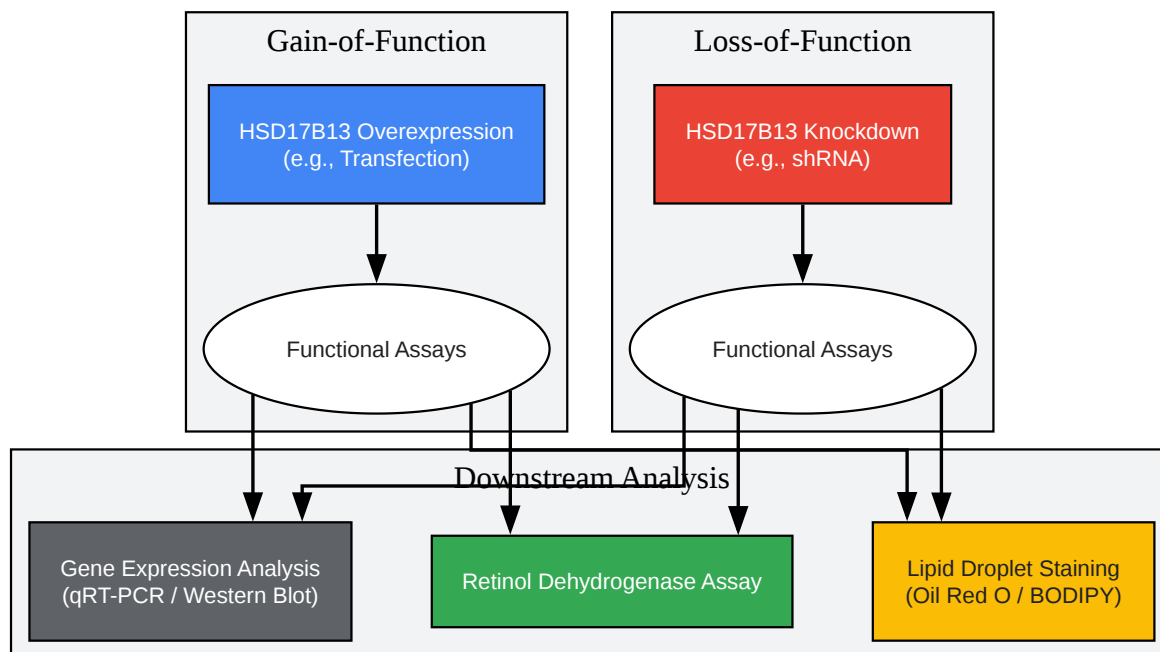 Gain-of-Function
Loss-of-Function
HSD17B13 Overexpression
(e.g., Transfection)
HSD17B13 Knockdown
(e.g., shRNA)
Functional Assays
Functional Assays
Downstream Analysis
Gene Expression Analysis
(qRT-PCR / Western Blot)
Retinol Dehydrogenase Assay
Lipid Droplet Staining
(Oil Red O / BODIPY)